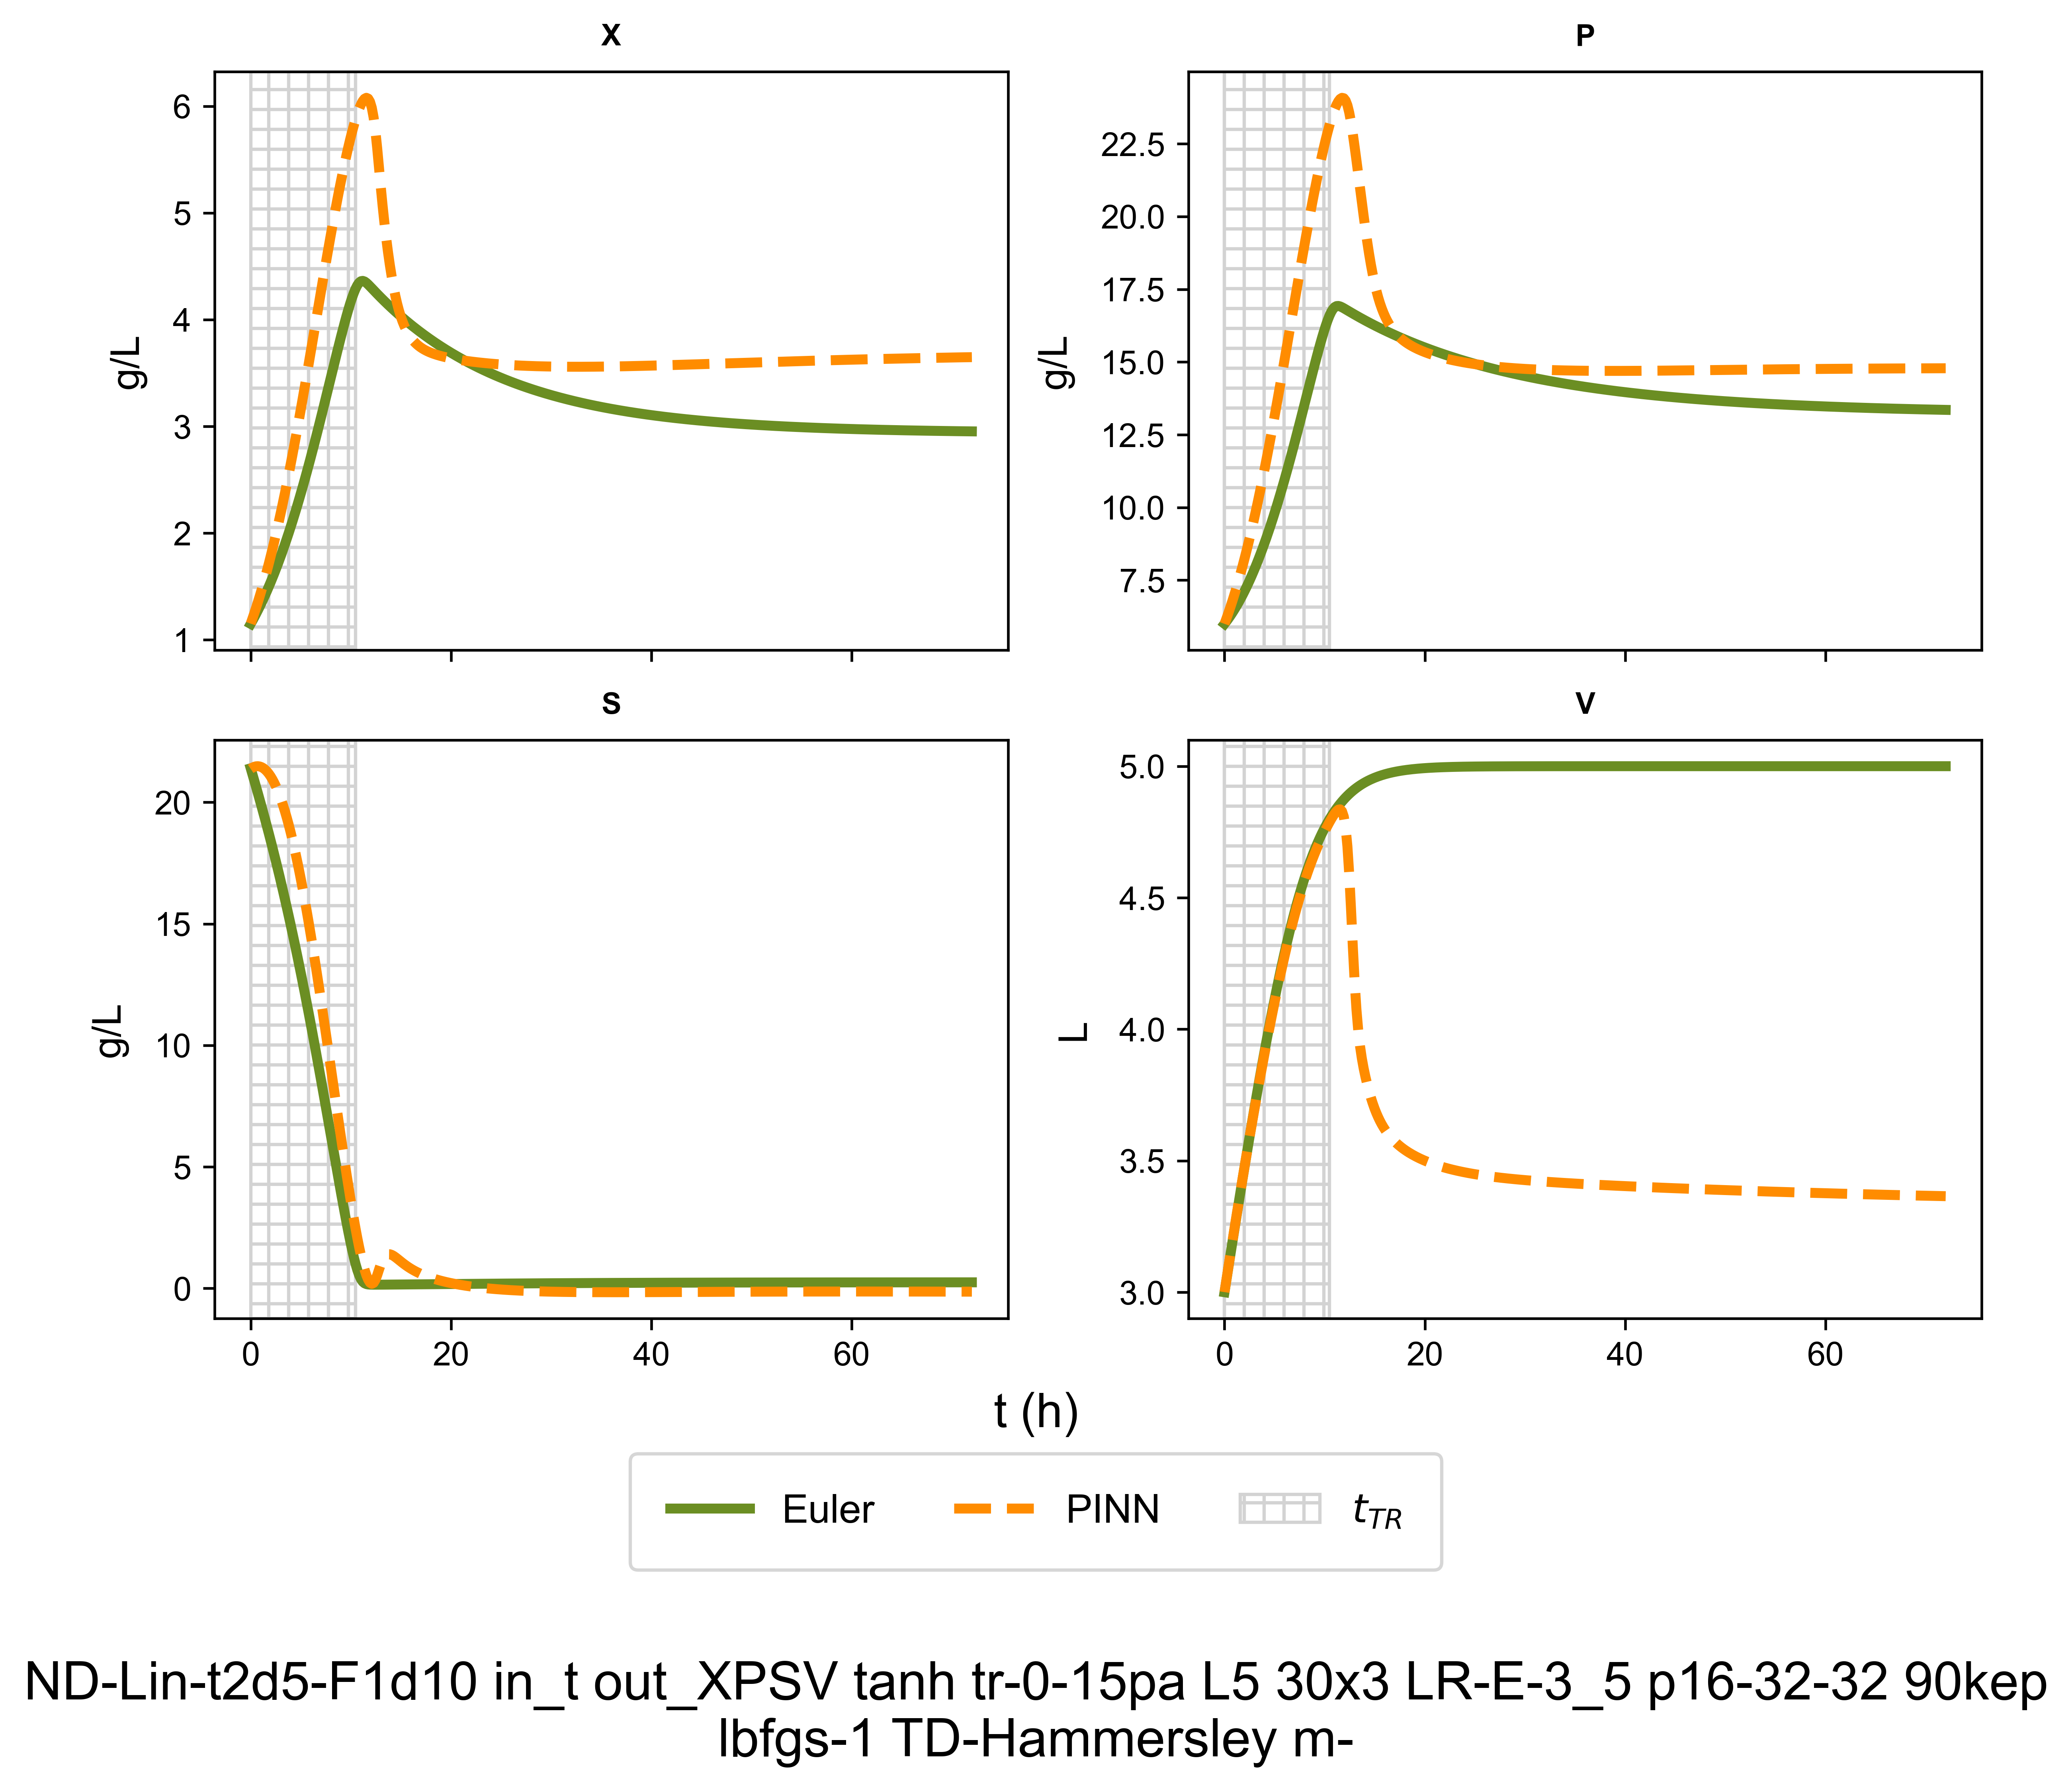 X
P
6
5
4
3
2
1
g/L
22.5
20.0
17.5
15.0
12.5
10.0
7.5
g/L
S
V
20
15
10
5
0
g/L
5.0
4.5
4.0
3.5
3.0
L
0 20 40 60
0 20 40 60
t (h)
Euler PINN t_TR
ND-Lin-t2d5-F1d10 in_t out_XPSV tanh tr-0-15pa L5 30x3 LR-E-3_5 p16-32-32 90kep
lbfgs-1 TD-Hammersley m-